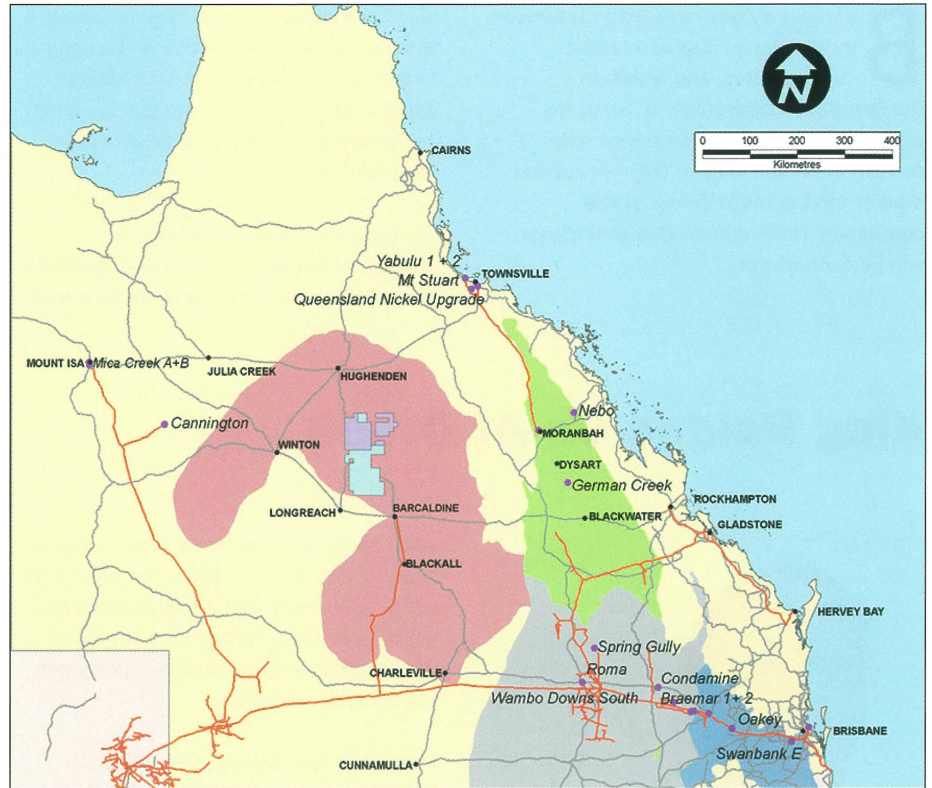 N
0 100 200 300 400
Kilometres
CAIRNS
Yabulu 1 + 2
TOWNSVILLE
Mt Stuart
Queensland Nickel Upgrade
MOUNT ISA
Mica Creek A+B
JULIA CREEK
HUGHENDEN
Nebo
Cannington
MORANBAH
WINTON
DYSART
German Creek
ROCKHAMPTON
LONGREACH
BARCALDINE
BLACKWATER
GLADSTONE
BLACKALL
HERVEY BAY
Spring Gully
CHARLEVILLE
Roma
Condamine
Wambo Downs South
Braemar 1+ 2
Oakey
BRISBANE
Swanbank E
CUNNAMULLA